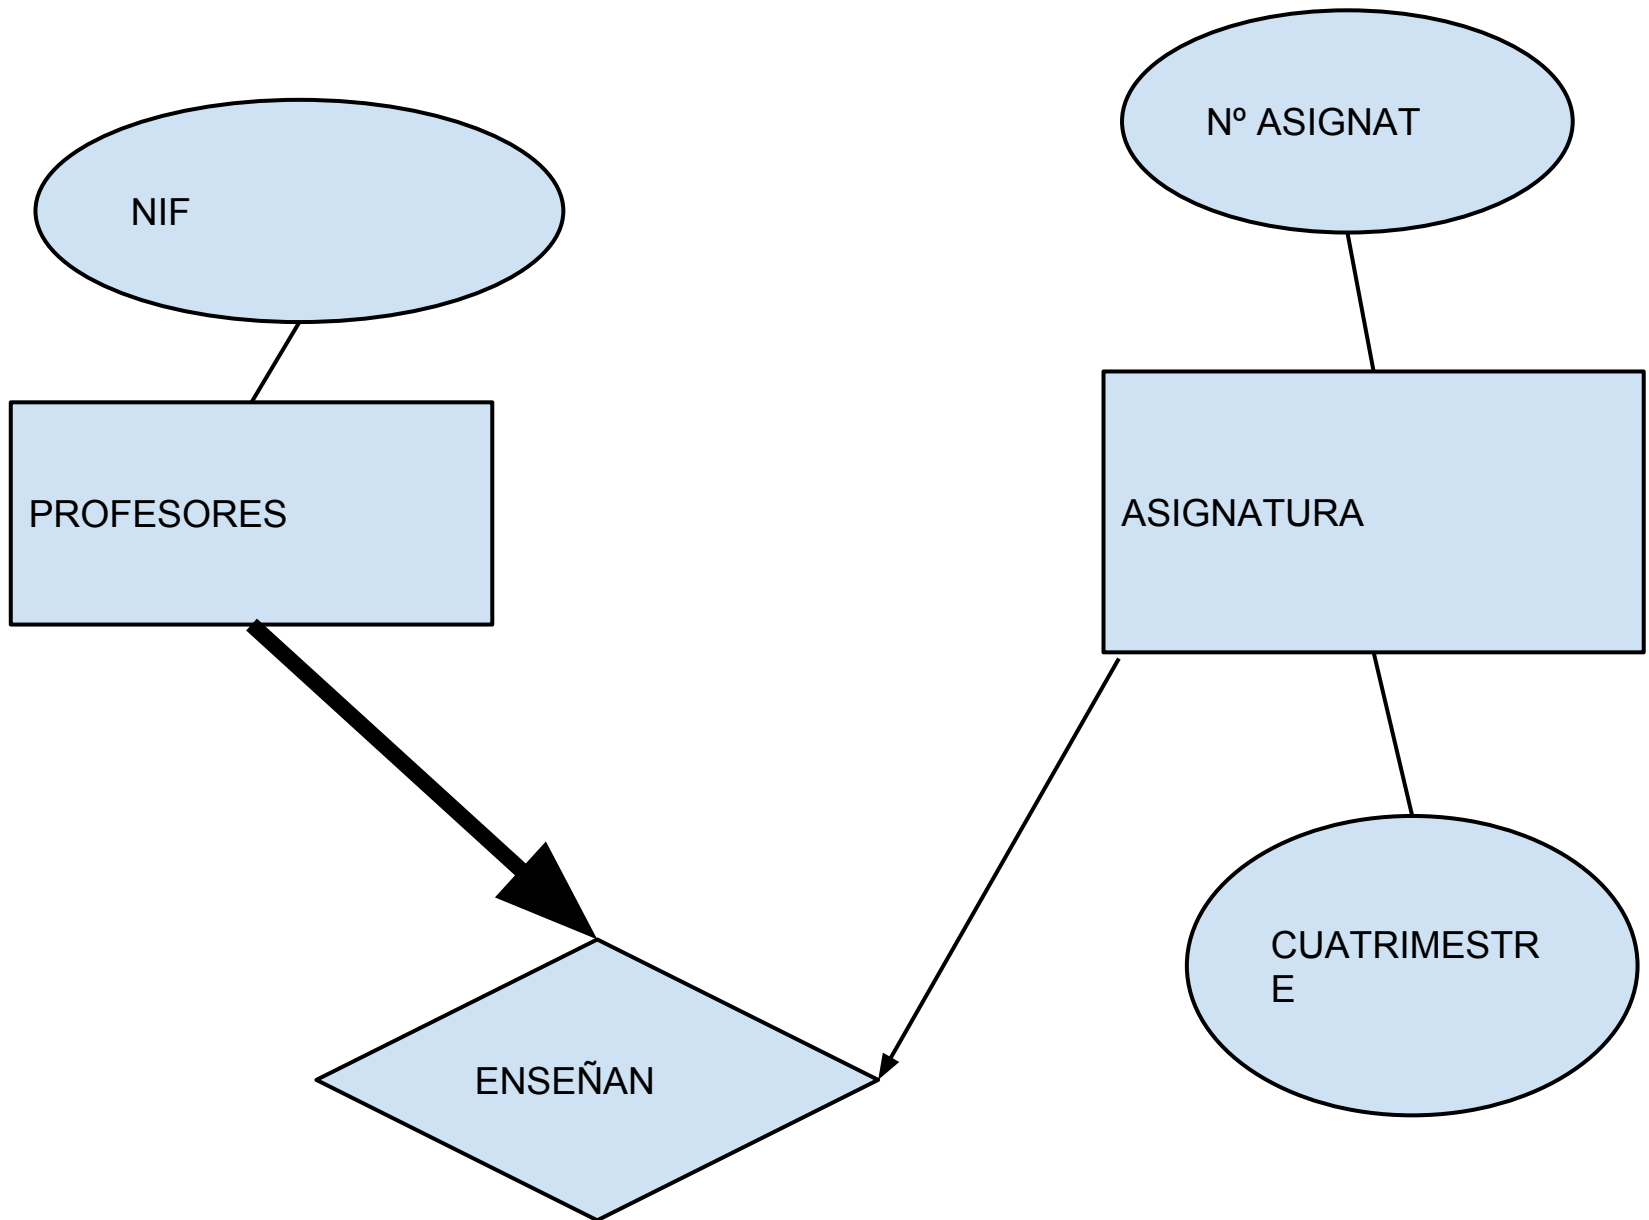 Nº ASIGNAT
NIF
PROFESORES
ASIGNATURA
CUATRIMESTR
E
ENSEÑAN